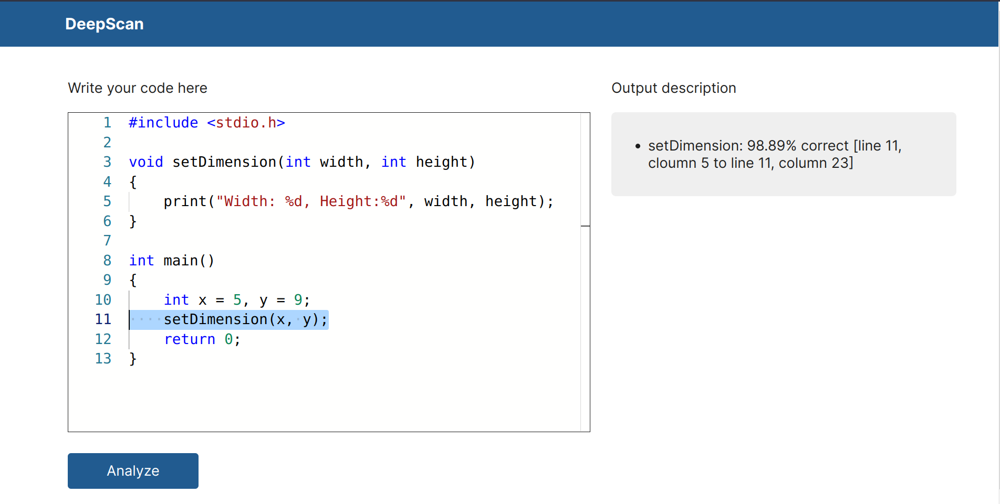 DeepScan
Write your code here
1 #include <stdio.h>
2
3 void setDimension(int width, int height)
4 {
5     print("Width: %d, Height:%d", width, height);
6 }
7
8 int main()
9 {
10     int x = 5, y = 9;
11 ····setDimension(x,·y);
12     return 0;
13 }
Analyze
Output description
• setDimension: 98.89% correct [line 11,
cloumn 5 to line 11, column 23]